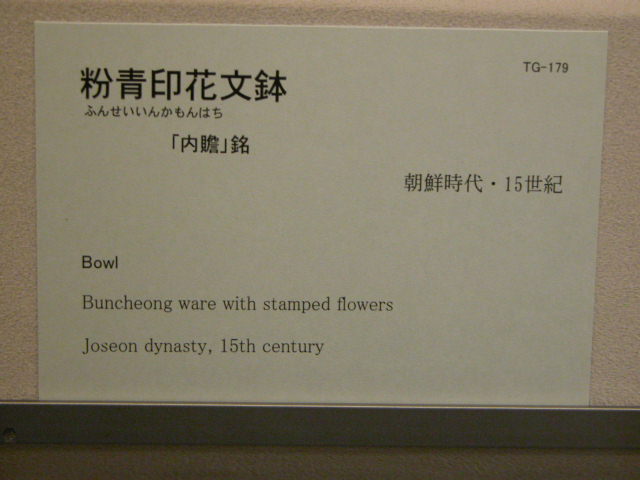 TG-179
粉青印花文鉢
ふんせいいんかもんはち
「内贍」銘
朝鮮時代・15世紀
Bowl
Buncheong ware with stamped flowers
Joseon dynasty, 15th century